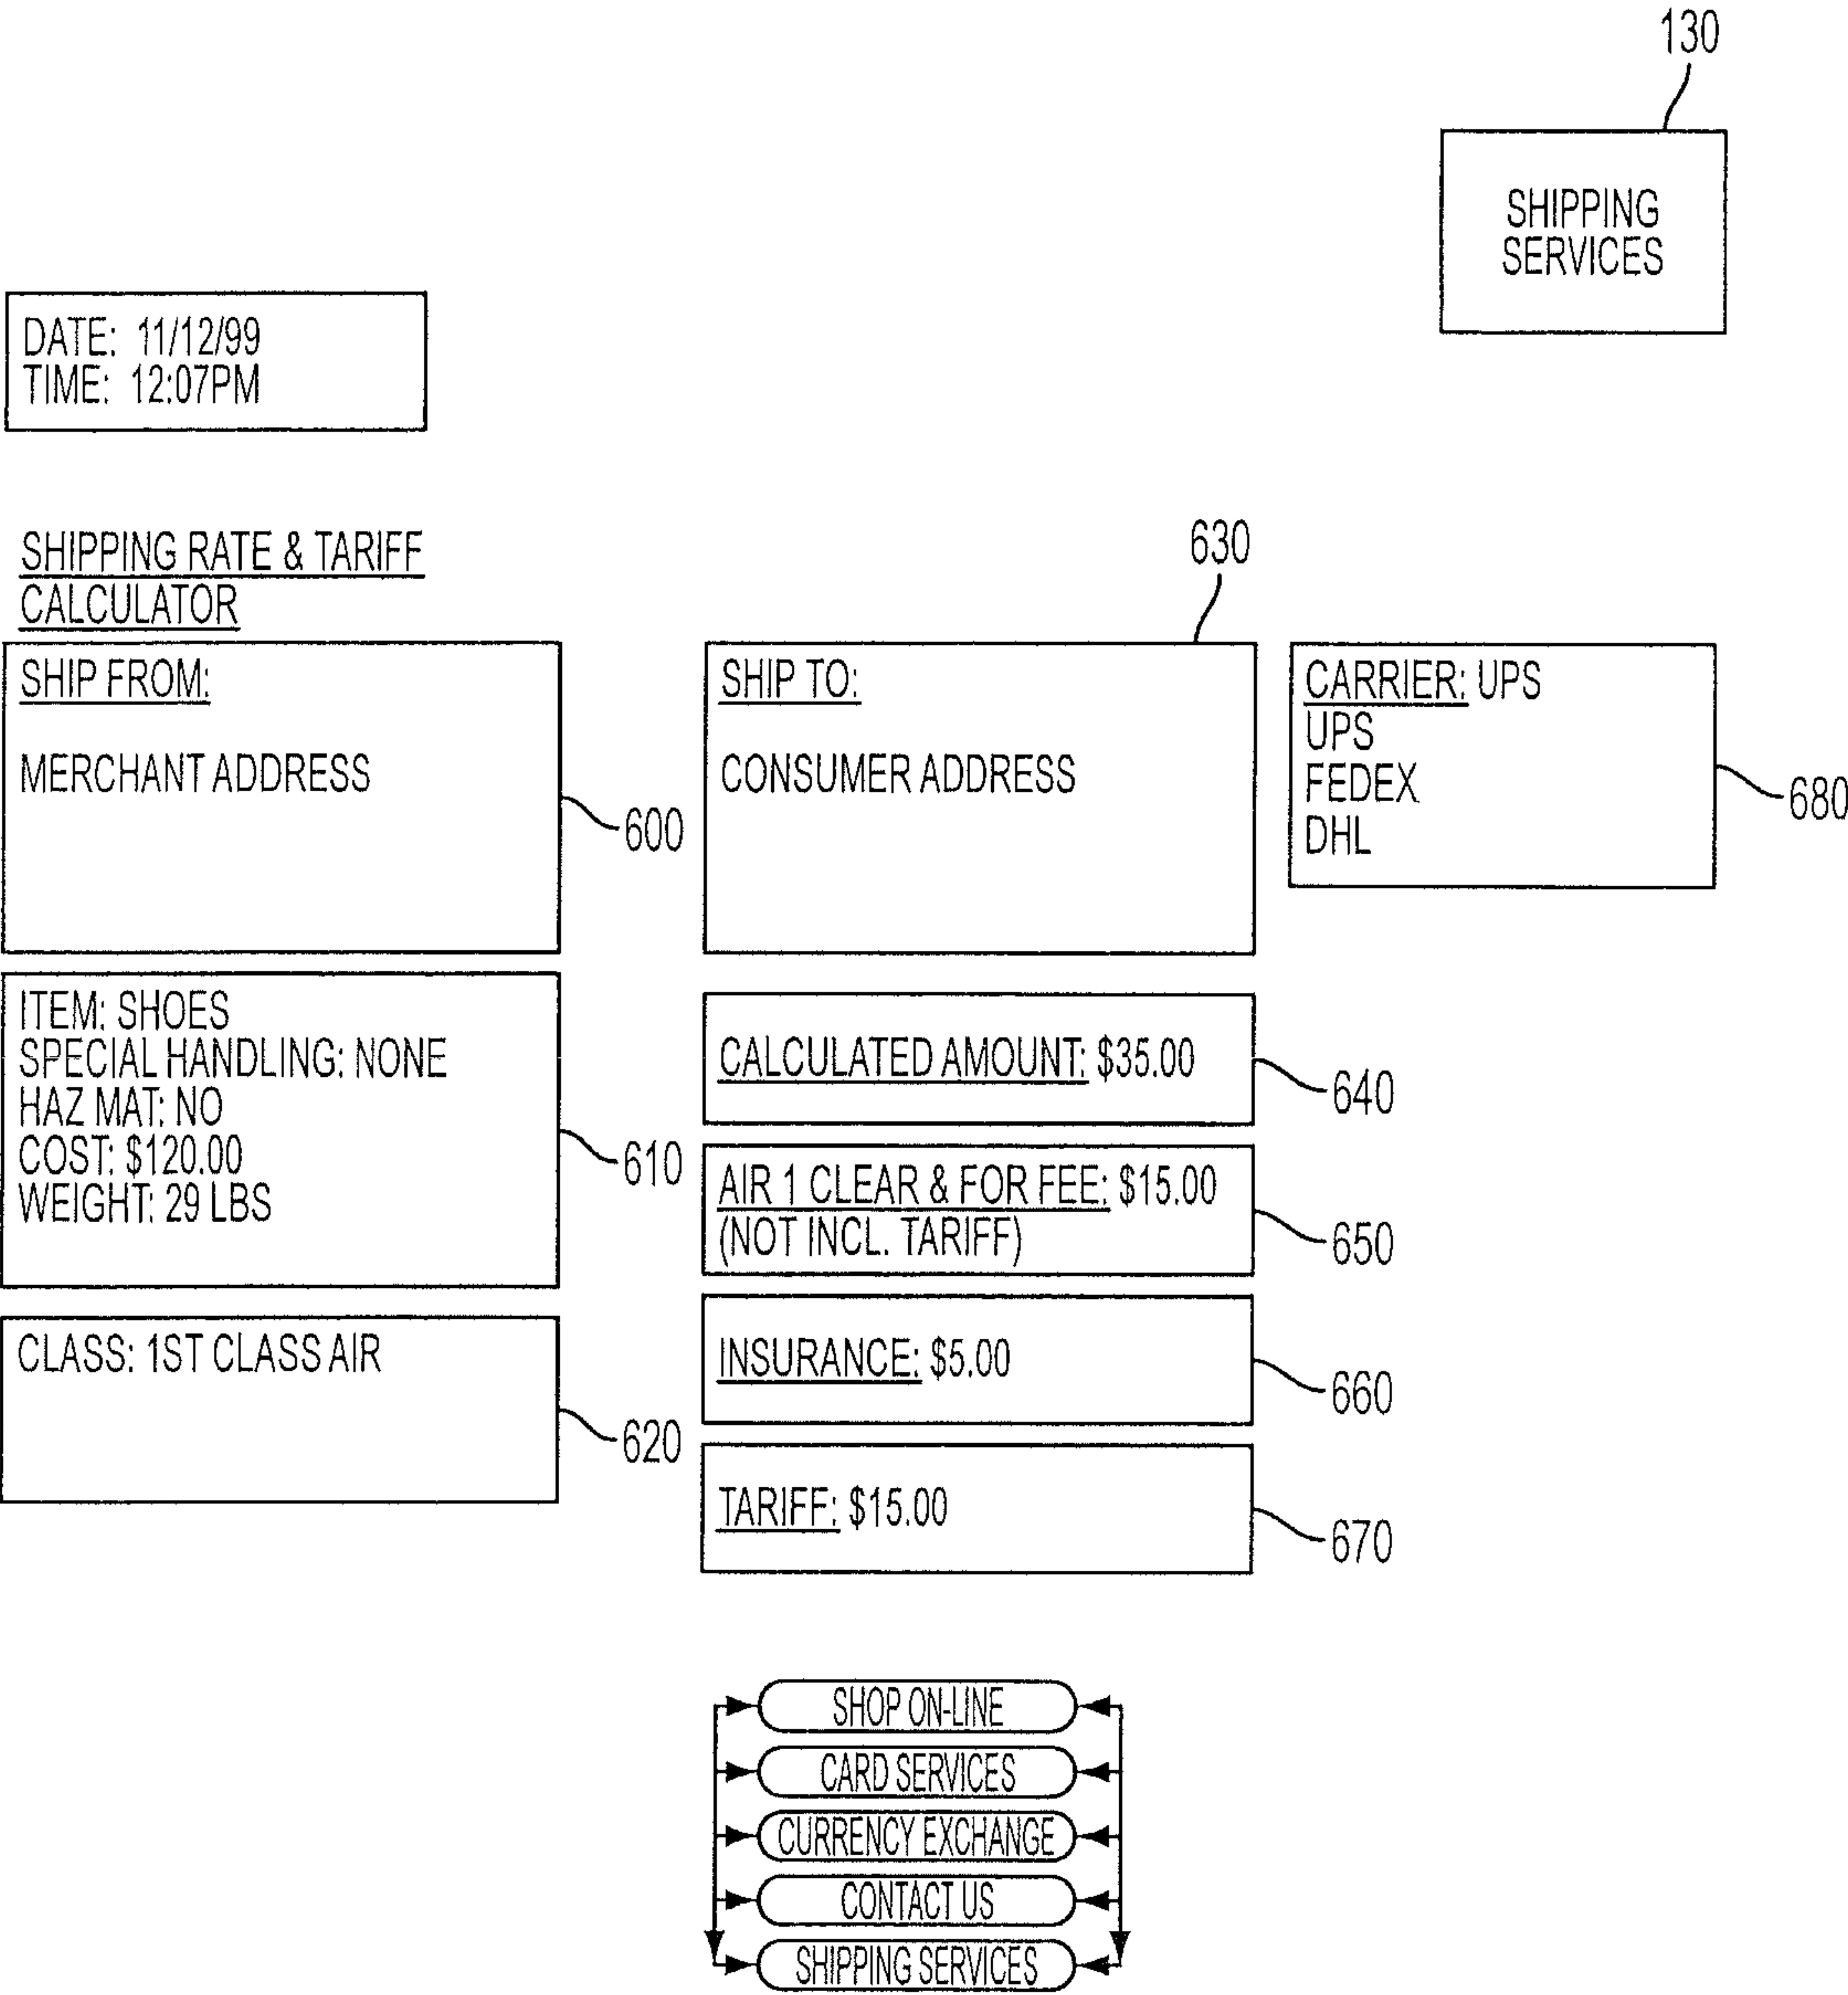 130
SHIPPING
SERVICES
DATE: 11/12/99
TIME: 12:07PM
SHIPPING RATE & TARIFF
CALCULATOR
630
SHIP FROM:
MERCHANT ADDRESS
600
SHIP TO:
CONSUMER ADDRESS
CARRIER: UPS
UPS
FEDEX
DHL
680
ITEM: SHOES
SPECIAL HANDLING: NONE
HAZ MAT: NO
COST: $120.00
WEIGHT: 29 LBS
610
CALCULATED AMOUNT: $35.00
640
AIR 1 CLEAR & FOR FEE: $15.00
(NOT INCL. TARIFF)
650
CLASS: 1ST CLASS AIR
620
INSURANCE: $5.00
660
TARIFF: $15.00
670
SHOP ON-LINE
CARD SERVICES
CURRENCY EXCHANGE
CONTACT US
SHIPPING SERVICES